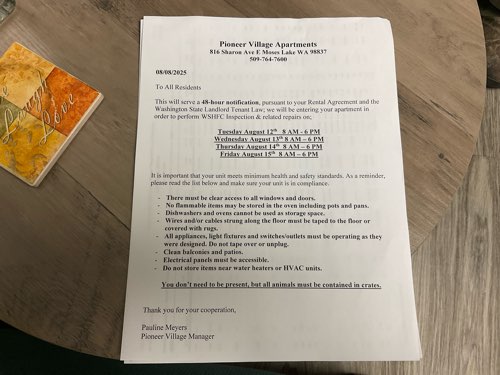 Pioneer Village Apartments
816 Sharon Ave E Moses Lake WA 98837
509-764-7600
08/08/2025
To All Residents
This will serve a 48-hour notification, pursuant to your Rental Agreement and the
Washington State Landlord Tenant Law; we will be entering your apartment in
order to perform WSHFC Inspection & related repairs on;
Tuesday August 12th 8 AM - 6 PM
Wednesday August 13th 8 AM – 6 PM
Thursday August 14th 8 AM – 6 PM
Friday August 15th 8 AM – 6 PM
It is important that your unit meets minimum health and safety standards. As a reminder,
please read the list below and make sure your unit is in compliance.
- There must be clear access to all windows and doors.
- No flammable items may be stored in the oven including pots and pans.
- Dishwashers and ovens cannot be used as storage space.
- Wires and/or cables strung along the floor must be taped to the floor or
covered with rugs.
- All appliances, light fixtures and switches/outlets must be operating as they
were designed. Do not tape over or unplug.
- Clean balconies and patios.
- Electrical panels must be accessible.
- Do not store items near water heaters or HVAC units.
You don't need to be present, but all animals must be contained in crates.
Thank you for your cooperation,
Pauline Meyers
Pioneer Village Manager
Live
Laugh
Love